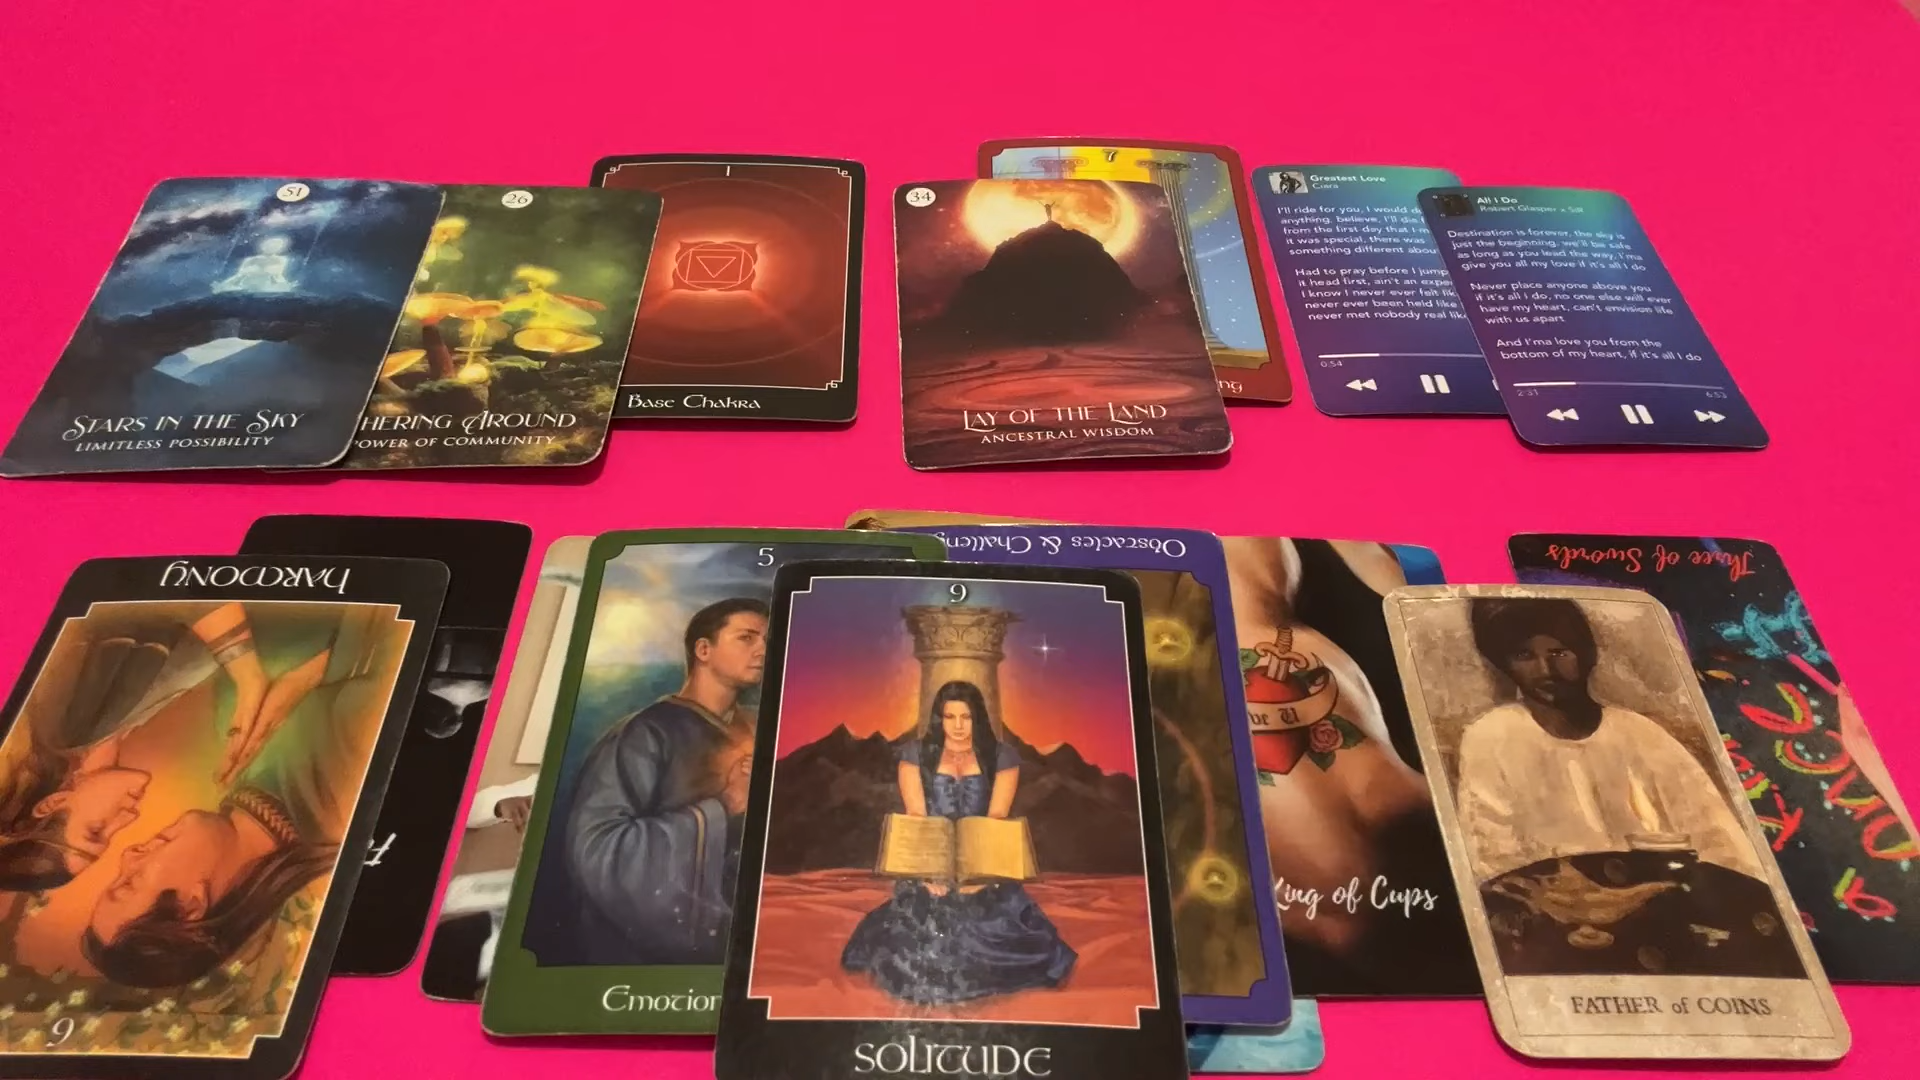 51
STARS IN THE SKY
LIMITLESS POSSIBILITY
26
HERING AROUND
POWER OF COMMUNITY
1
Base Chakra
34
LAY OF THE LAND
ANCESTRAL WISDOM
7
ng
Greatest Love
Ciara
I'll ride for you, I would do
anything, believe, I'll die f
from the first day that I m
it was special, there was
something different abou
Had to pray before I jump
it head first, ain't an expe
I know I never ever felt lik
never ever been held like
never met nobody real like
0:54
All I Do
Robert Glasper x SiR
Destination is forever, the sky is
just the beginning, we'll be safe
as long as you lead the way, I'ma
give you all my love if it's all I do
Never place anyone above you
if it's all I do, no one else will ever
have my heart, can't envision life
with us apart
And I'ma love you from the
bottom of my heart, if it's all I do
2:31
6:53
HARMONY
9
5
Emotion
9
SOLITUDE
Obstacles & Challeng
ve U
King of Cups
FATHER of COINS
Three of Swords